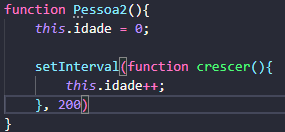 function Pessoa2(){
    this.idade = 0;

    setInterval(function crescer(){
        this.idade++;
    }, 200)
}